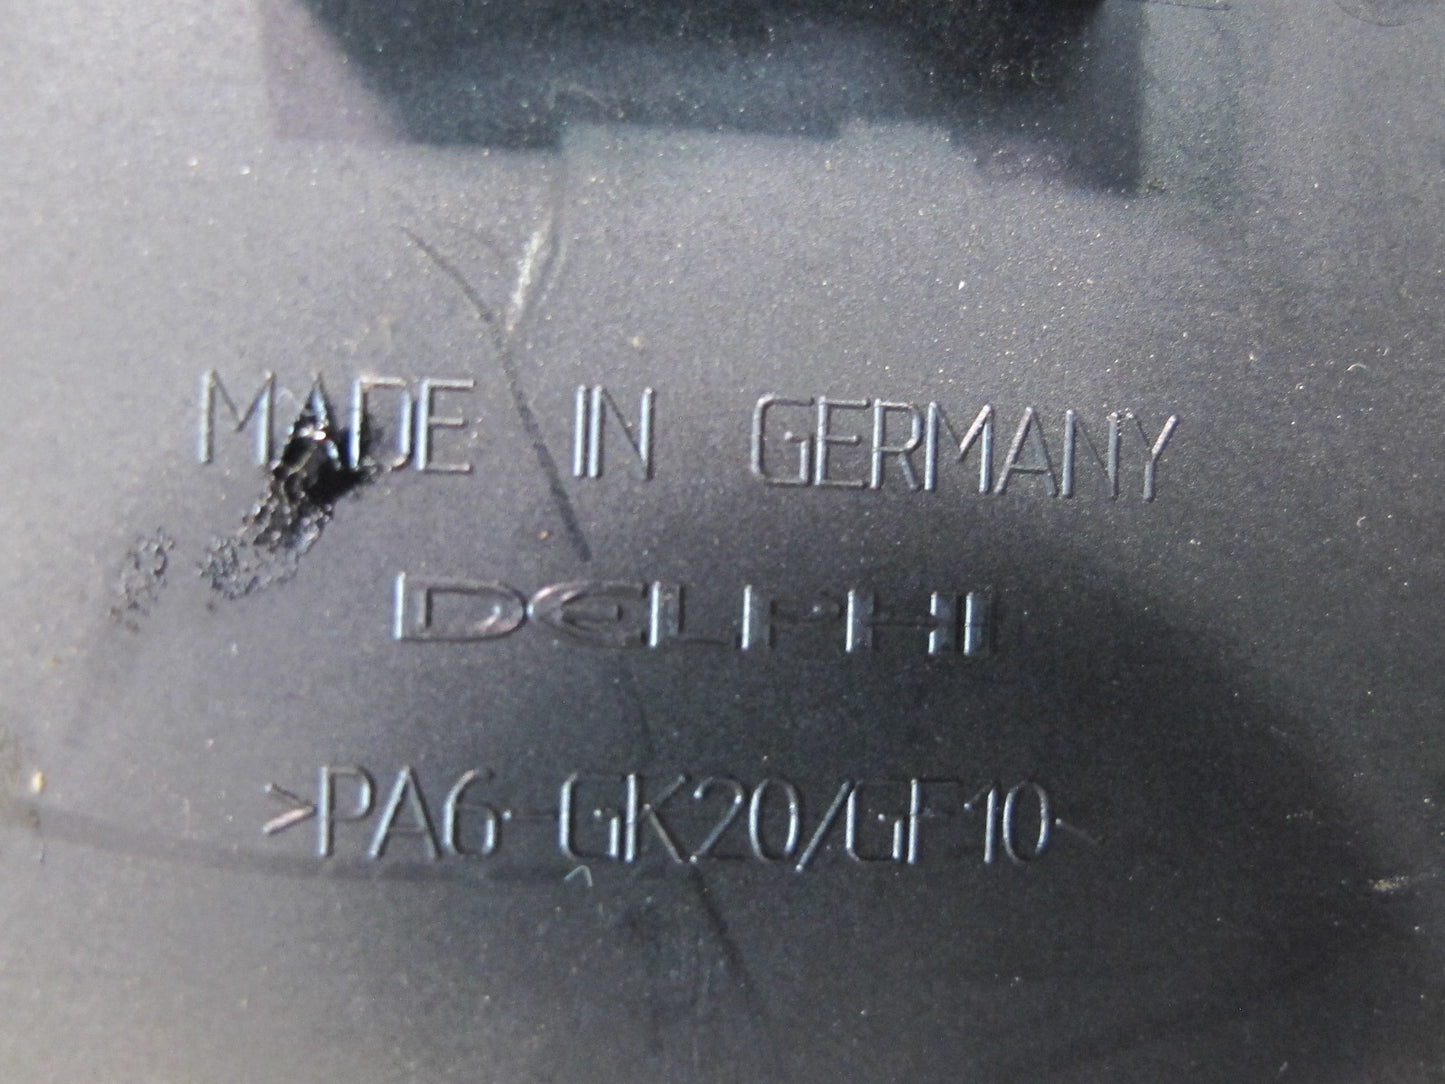 MADE IN GERMANY
DELPHI
>PA6-GK20/GF10<